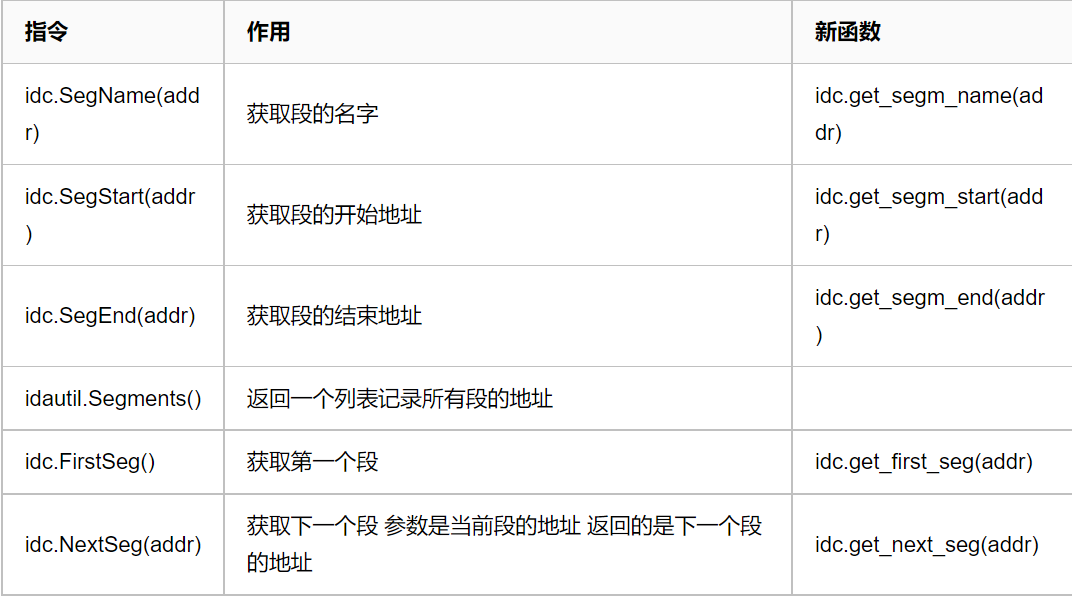 指令 作用 新函数
idc.SegName(add
r)
获取段的名字
idc.get_segm_name(ad
dr)
idc.SegStart(addr
)
获取段的开始地址
idc.get_segm_start(add
r)
idc.SegEnd(addr)
获取段的结束地址
idc.get_segm_end(addr
)
idautil.Segments()
返回一个列表记录所有段的地址
idc.FirstSeg()
获取第一个段
idc.get_first_seg(addr)
idc.NextSeg(addr)
获取下一个段 参数是当前段的地址 返回的是下一个段
的地址
idc.get_next_seg(addr)